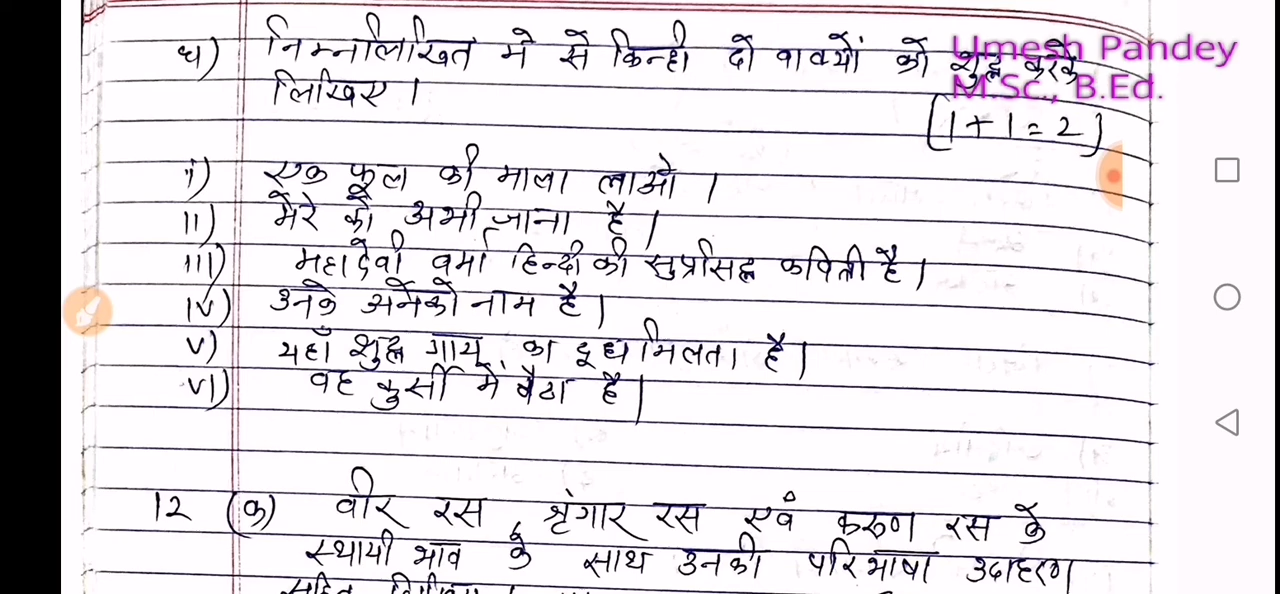 घ) निम्नलिखित मे से किन्ही दो वाक्यों को शुद्ध करके
लिखिए ।
Umesh Pandey
M.Sc., B.Ed.
[1 + 1 = 2]
i) एक फूल की माला लाओ ।
ii) मेरे को अभी जाना है ।
iii) महादेवी वर्मा हिन्दी की सुप्रसिद्ध कवित्री है ।
iv) उनके अनेको नाम है ।
v) यहाँ शुद्ध गाय का दूध मिलता है ।
vi) वह कुर्सी में बैठा है ।
12 (क) वीर रस, श्रृंगार रस एवं करुण रस के
स्थायी भाव के साथ उनकी परिभाषा उदाहरण